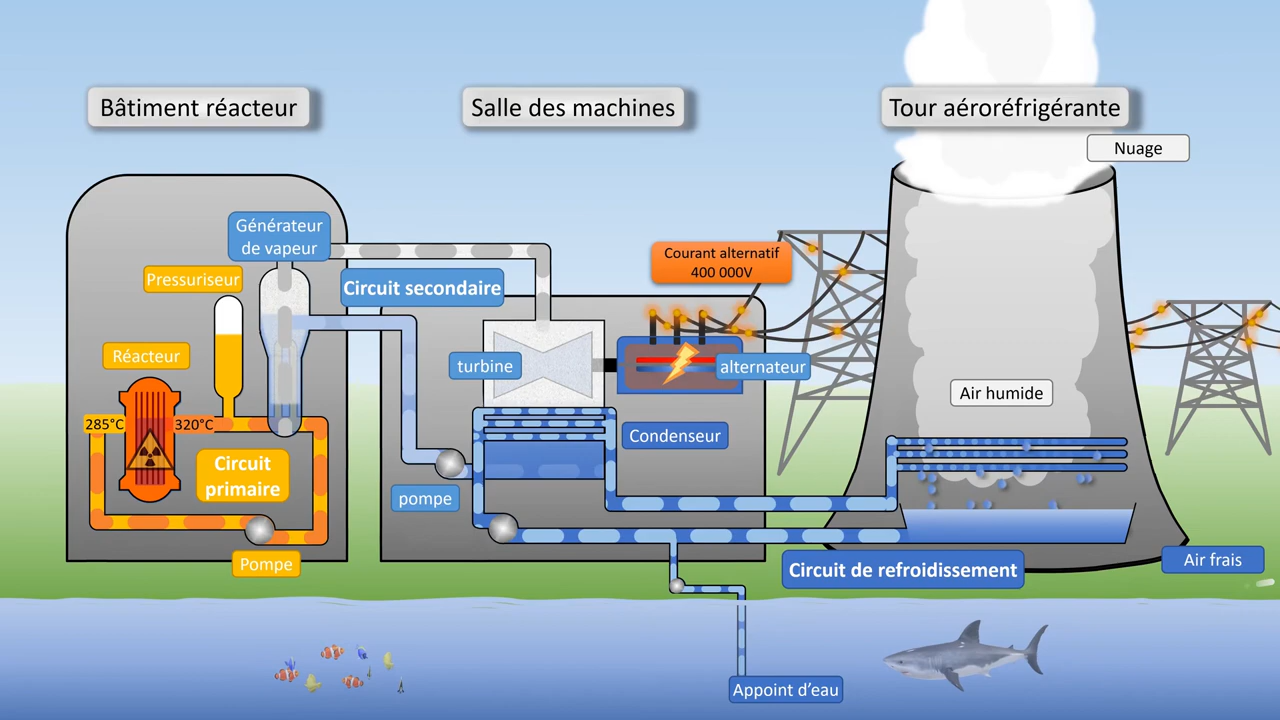 Bâtiment réacteur
Salle des machines
Tour aéroréfrigérante
Nuage
Générateur
de vapeur
Pressuriseur
Circuit secondaire
Courant alternatif
400 000V
Réacteur
turbine
alternateur
Air humide
285°C
320°C
Condenseur
Circuit
primaire
pompe
Pompe
Circuit de refroidissement
Air frais
Appoint d'eau